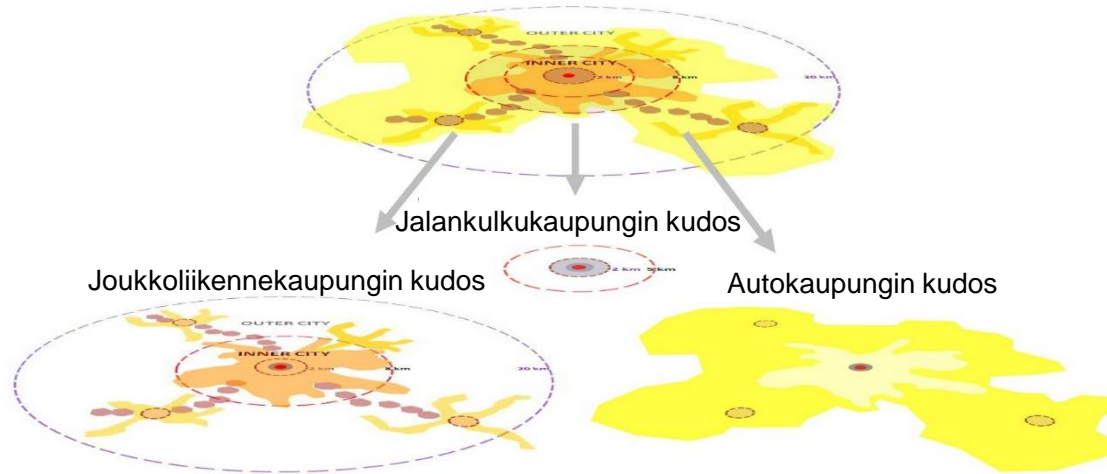 OUTER CITY
INNER CITY
2 km
8 km
20 km
Jalankulkukaupungin kudos
2 km
5 km
Joukkoliikennekaupungin kudos
Autokaupungin kudos
OUTER CITY
INNER CITY
2 km
8 km
20 km